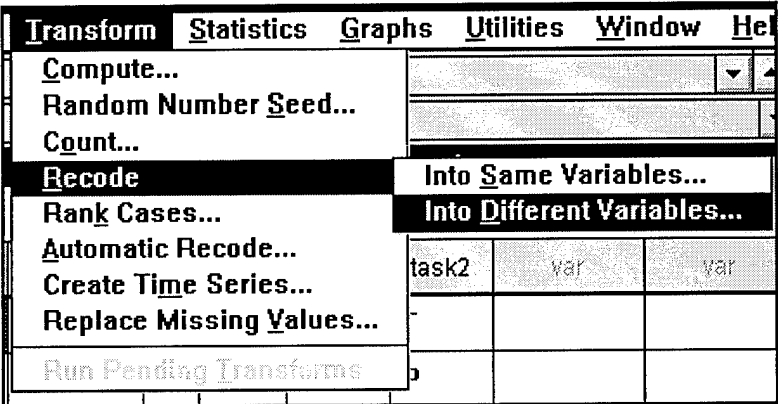 Transform Statistics Graphs Utilities Window Hel
Compute...
Random Number Seed...
Count...
Recode Into Same Variables...
Rank Cases... Into Different Variables...
Automatic Recode... task2 var var
Create Time Series...
Replace Missing Values...
Run Pending Transforms